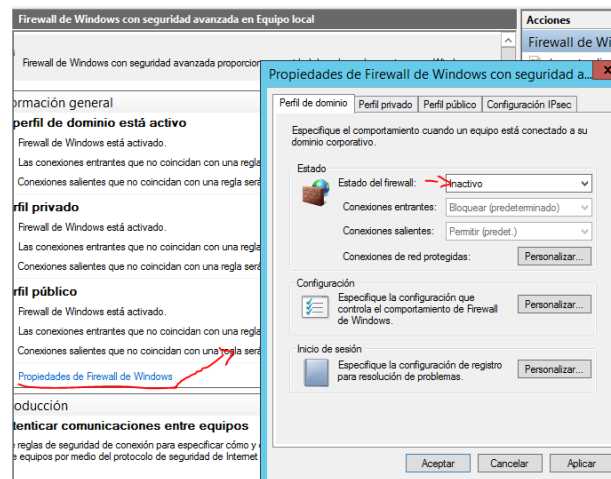 Firewall de Windows con seguridad avanzada en Equipo local
Acciones
Firewall de Wi
Firewall de Windows con seguridad avanzada proporcion
ormación general
perfil de dominio está activo
Firewall de Windows está activado.
Las conexiones entrantes que no coincidan con una regla
Conexiones salientes que no coincidan con una regla será
rfil privado
Firewall de Windows está activado.
Las conexiones entrantes que no coincidan con una regla
Conexiones salientes que no coincidan con una regla será
rfil público
Firewall de Windows está activado.
Las conexiones entrantes que no coincidan con una regla
Conexiones salientes que no coincidan con una regla será
Propiedades de Firewall de Windows
oducción
tenticar comunicaciones entre equipos
reglas de seguridad de conexión para especificar cómo y
equipos por medio del protocolo de seguridad de Internet
Propiedades de Firewall de Windows con seguridad a...
x
Perfil de dominio Perfil privado Perfil público Configuración IPsec
Especifique el comportamiento cuando un equipo está conectado a su
dominio corporativo.
Estado
Estado del firewall: Inactivo
Conexiones entrantes: Bloquear (predeterminado)
Conexiones salientes: Permitir (predet.)
Conexiones de red protegidas: Personalizar...
Configuración
Especifique la configuración que
controla el comportamiento de Firewall
de Windows.
Personalizar...
Inicio de sesión
Especifique la configuración de registro
para resolución de problemas.
Personalizar...
Aceptar Cancelar Aplicar